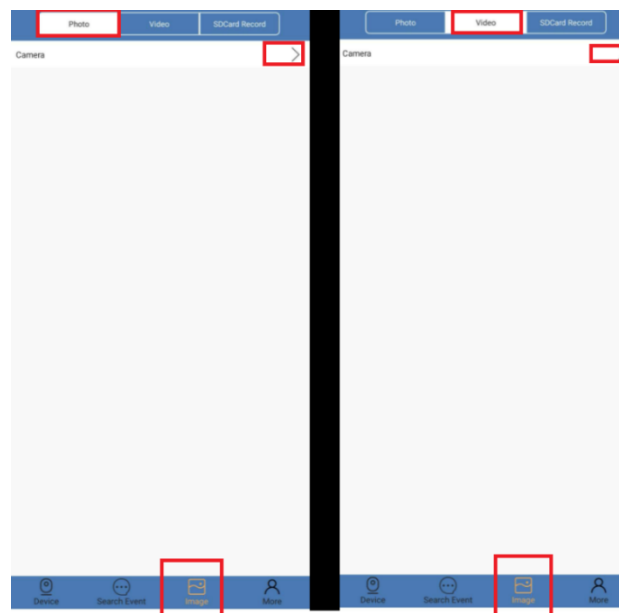 Photo Video SDCard Record
Camera
Device Search Event Image More
Photo Video SDCard Record
Camera
Device Search Event Image More